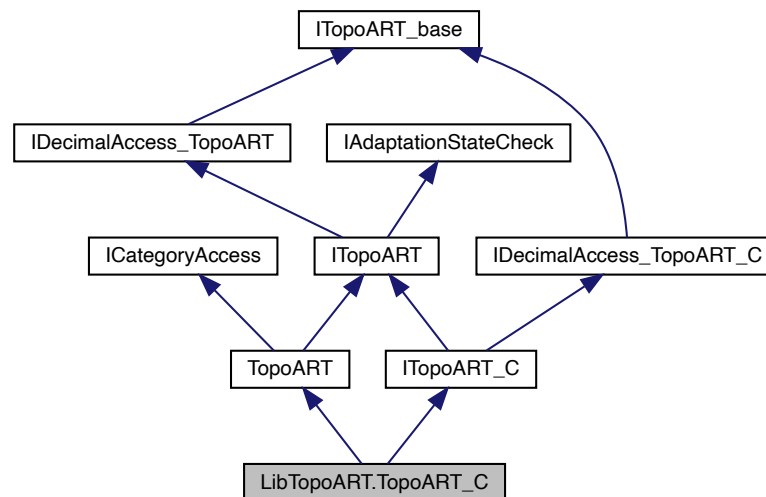 ITopoART_base
IDecimalAccess_TopoART
IAdaptationStateCheck
ICategoryAccess
ITopoART
IDecimalAccess_TopoART_C
TopoART
ITopoART_C
LibTopoART.TopoART_C